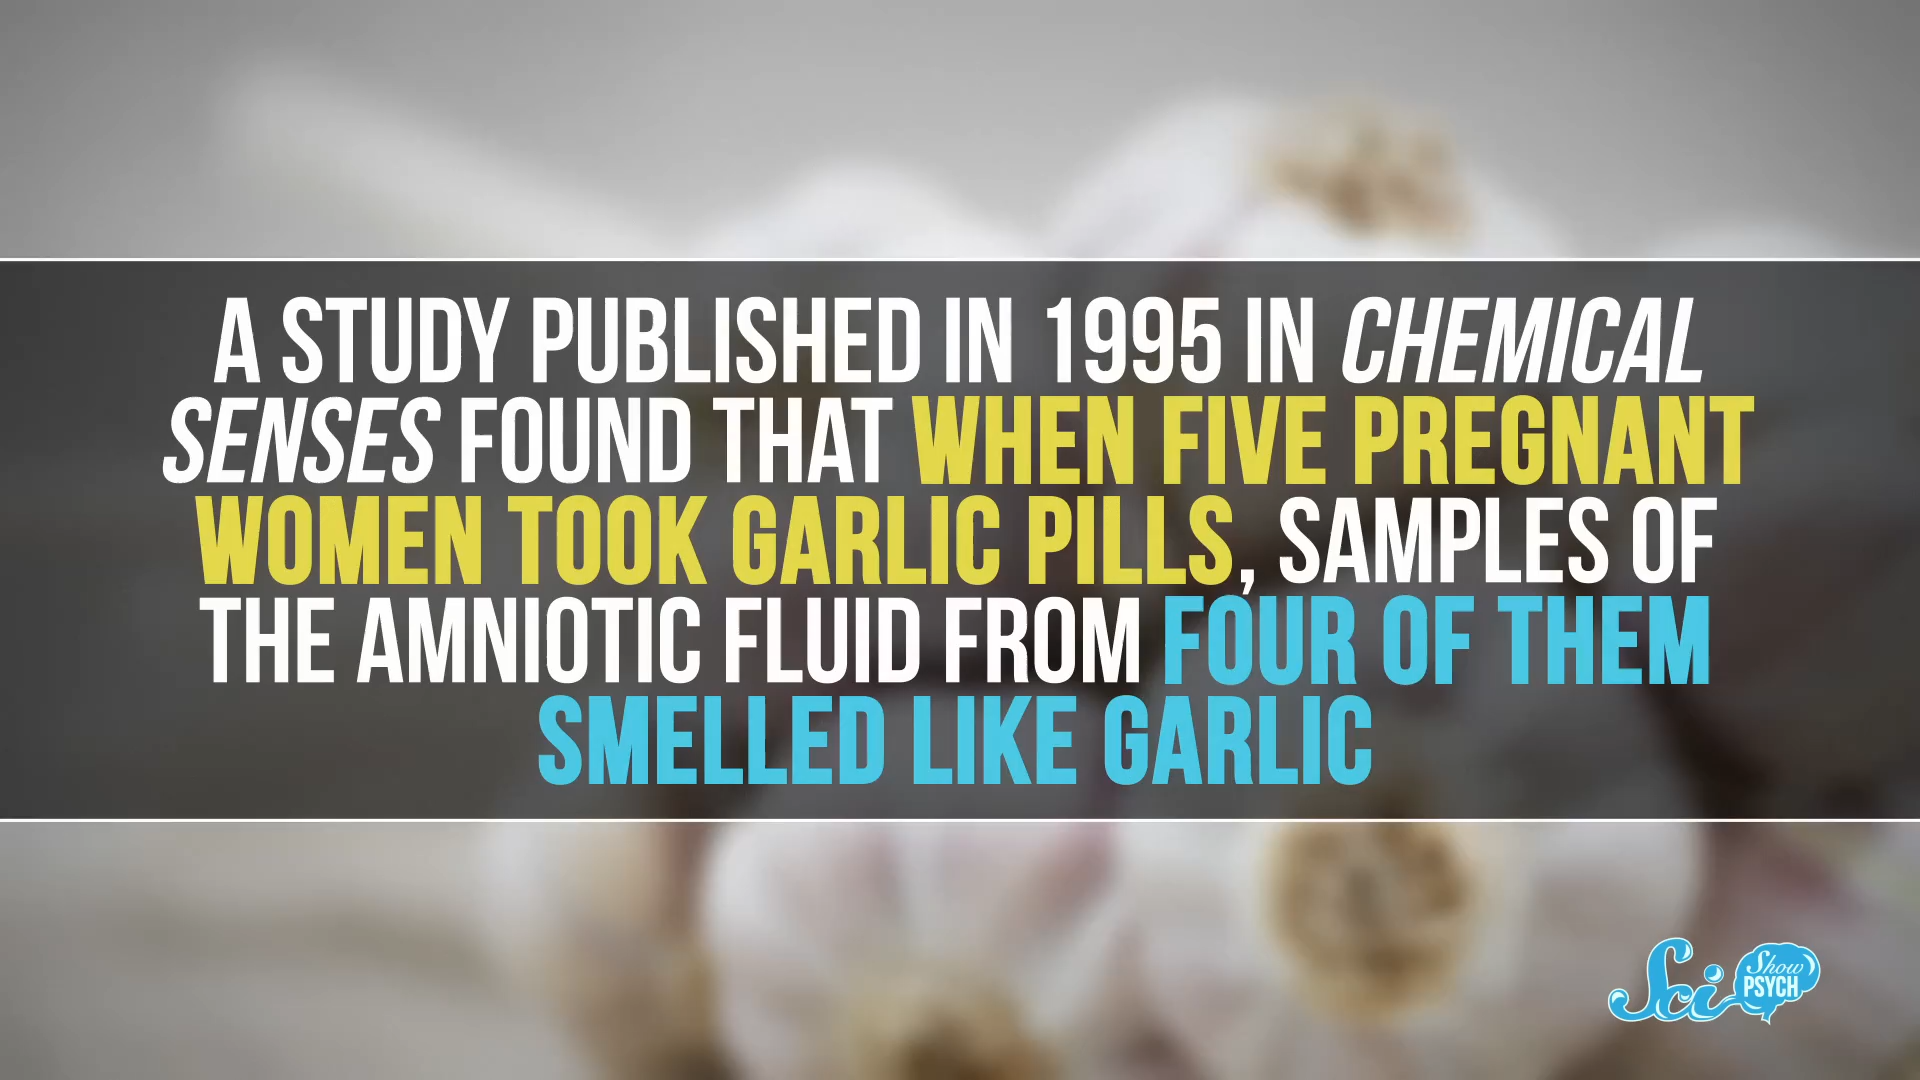 A STUDY PUBLISHED IN 1995 IN CHEMICAL
SENSES FOUND THAT WHEN FIVE PREGNANT
WOMEN TOOK GARLIC PILLS, SAMPLES OF
THE AMNIOTIC FLUID FROM FOUR OF THEM
SMELLED LIKE GARLIC
Sci Show
PSYCH